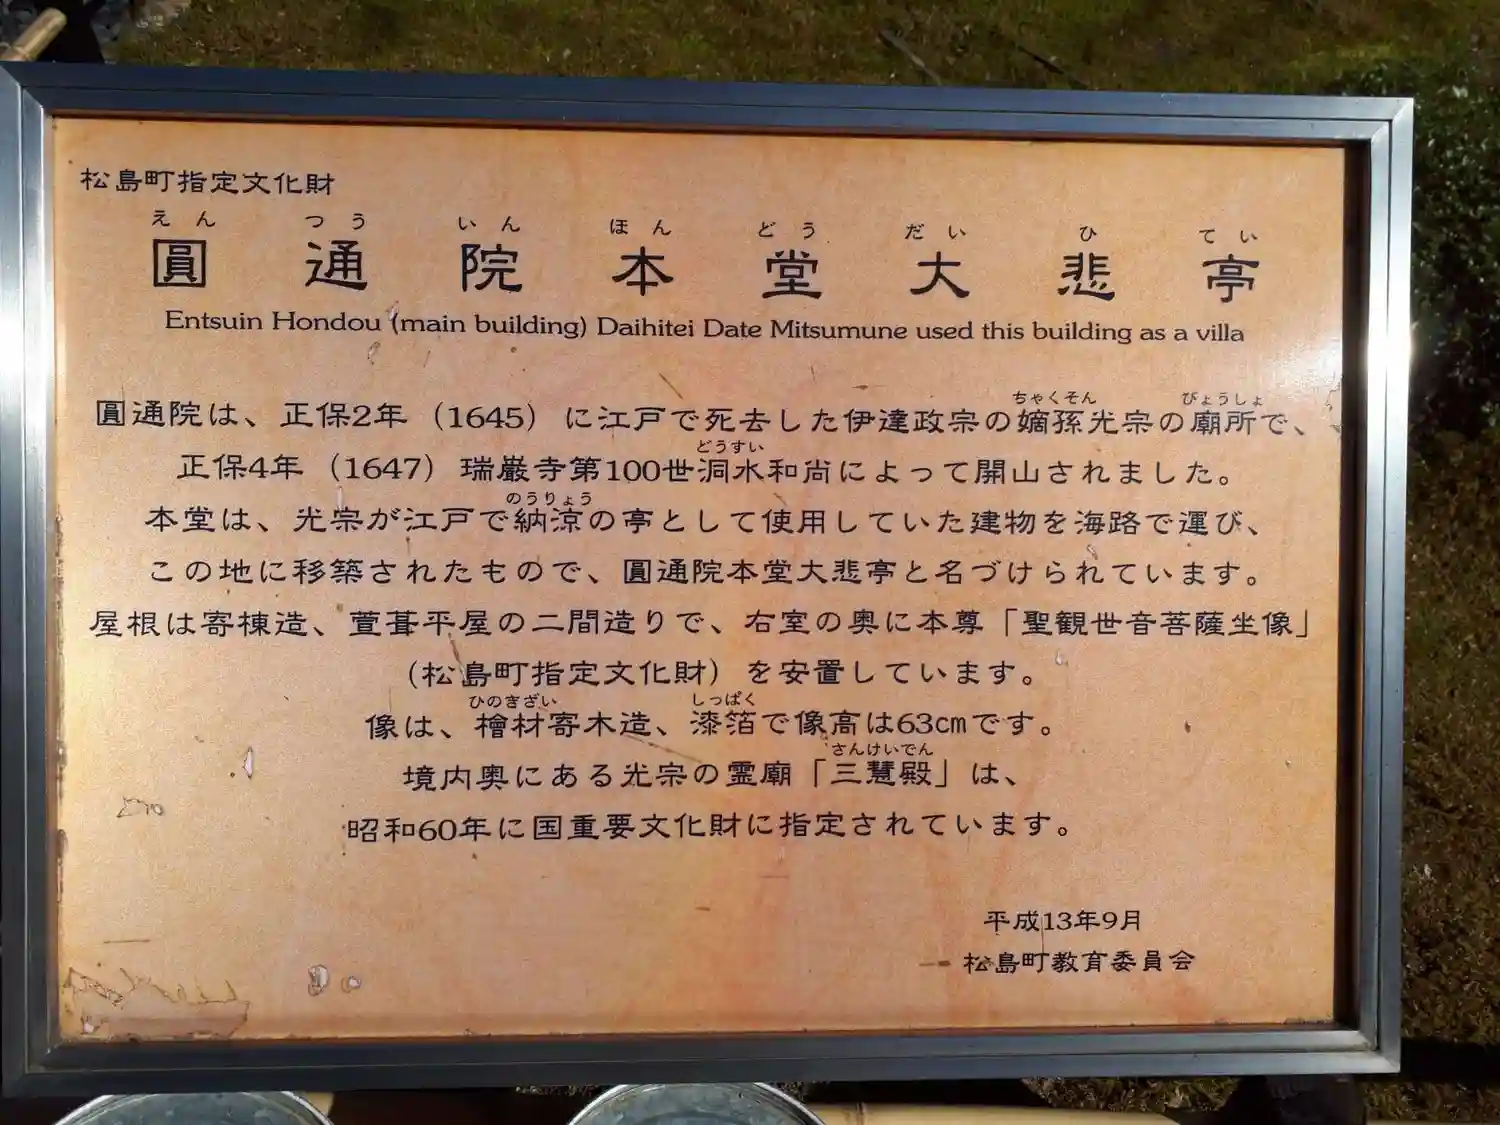 松島町指定文化財
えん つう いん ほん どう だい ひ てい
圓通院本堂大悲亭
Entsuin Hondou (main building) Daihitei Date Mitsumune used this building as a villa
ちゃくそん びょうしょ
圓通院は、正保2年（1645）に江戸で死去した伊達政宗の嫡孫光宗の廟所で、
どうすい
正保4年（1647）瑞巌寺第100世洞水和尚によって開山されました。
のうりょう
本堂は、光宗が江戸で納涼の亭として使用していた建物を海路で運び、
この地に移築されたもので、圓通院本堂大悲亭と名づけられています。
屋根は寄棟造、萱葺平屋の二間造りで、右室の奥に本尊「聖観世音菩薩坐像」
（松島町指定文化財）を安置しています。
ひのきざい しっぱく
像は、檜材寄木造、漆箔で像高は63㎝です。
さんけいでん
境内奥にある光宗の霊廟「三慧殿」は、
昭和60年に国重要文化財に指定されています。
平成13年9月
松島町教育委員会